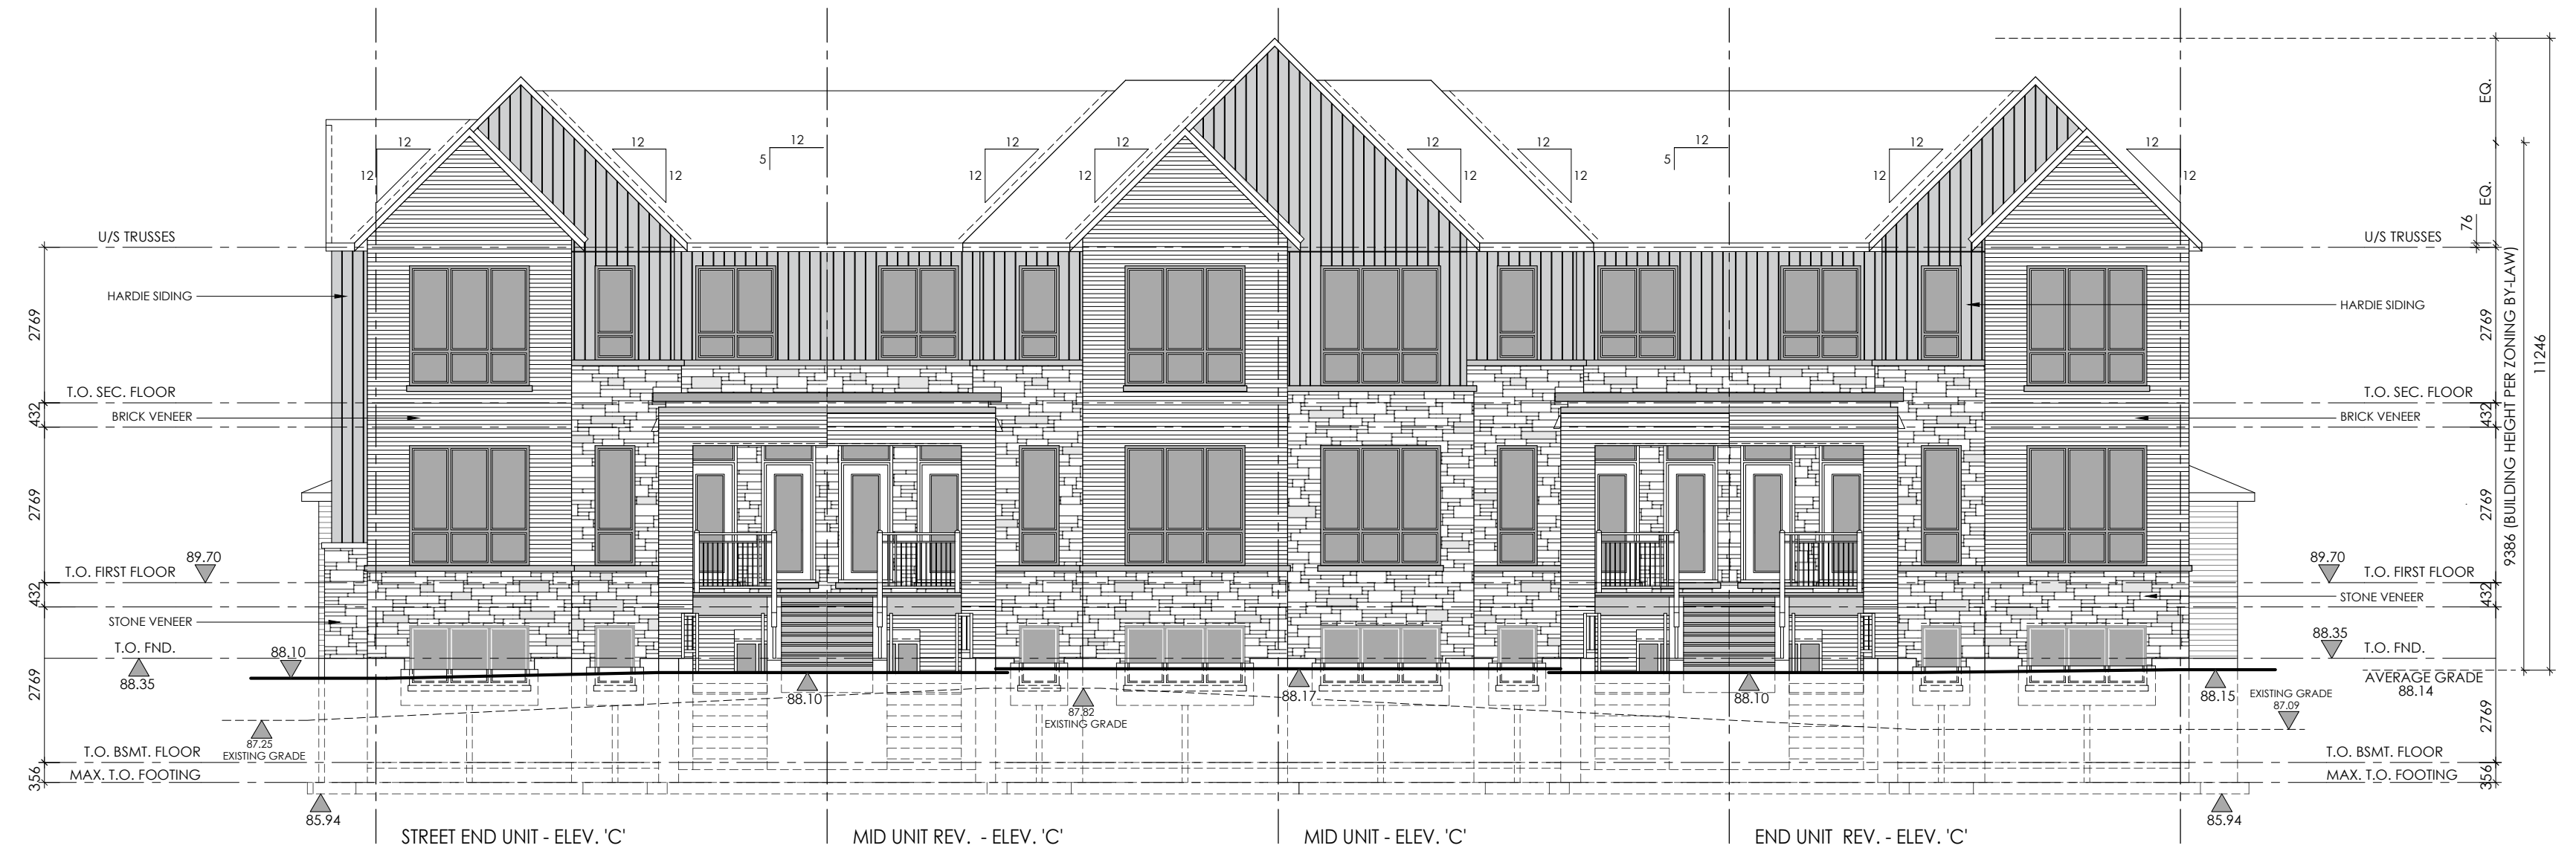 12
12
12
12
12
5
12
12
12
12
12
12
12
12
12
12
5
12
12
12
12
EQ.
EQ.
76
U/S TRUSSES
U/S TRUSSES
HARDIE SIDING
HARDIE SIDING
2769
2769
9386 (BUILDING HEIGHT PER ZONING BY-LAW)
11246
T.O. SEC. FLOOR
T.O. SEC. FLOOR
432
432
BRICK VENEER
BRICK VENEER
2769
2769
89.70
89.70
T.O. FIRST FLOOR
T.O. FIRST FLOOR
432
432
STONE VENEER
STONE VENEER
88.35
T.O. FND.
T.O. FND.
88.10
88.35
2769
2769
88.10
88.17
88.10
88.15
AVERAGE GRADE
88.14
87.82
EXISTING GRADE
EXISTING GRADE
87.09
87.25
EXISTING GRADE
T.O. BSMT. FLOOR
T.O. BSMT. FLOOR
MAX. T.O. FOOTING
MAX. T.O. FOOTING
356
356
85.94
85.94
STREET END UNIT - ELEV. 'C'
MID UNIT REV. - ELEV. 'C'
MID UNIT - ELEV. 'C'
END UNIT REV. - ELEV. 'C'